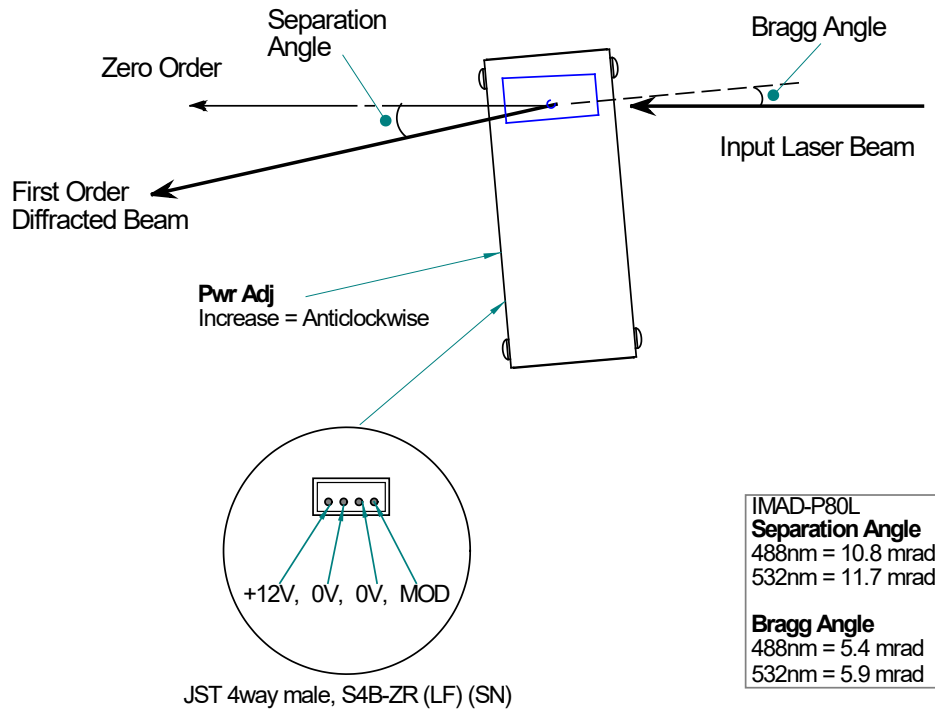 Separation
Angle
Bragg Angle
Zero Order
Input Laser Beam
First Order
Diffracted Beam
Pwr Adj
Increase = Anticlockwise
+12V, 0V, 0V, MOD
JST 4way male, S4B-ZR (LF) (SN)
IMAD-P80L
Separation Angle
488nm = 10.8 mrad
532nm = 11.7 mrad
Bragg Angle
488nm = 5.4 mrad
532nm = 5.9 mrad